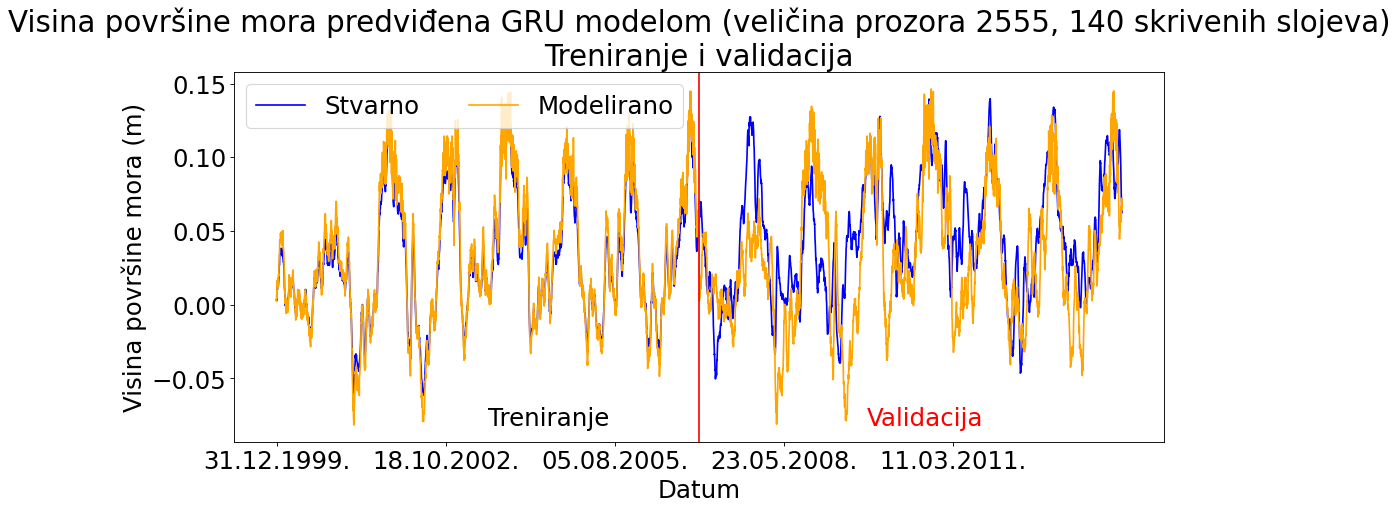 Visina površine mora predviđena GRU modelom (veličina prozora 2555, 140 skrivenih slojeva)
Treniranje i validacija
Stvarno Modelirano
Visina površine mora (m)
0.15
0.10
0.05
0.00
−0.05
Treniranje Validacija
31.12.1999. 18.10.2002. 05.08.2005. 23.05.2008. 11.03.2011.
Datum